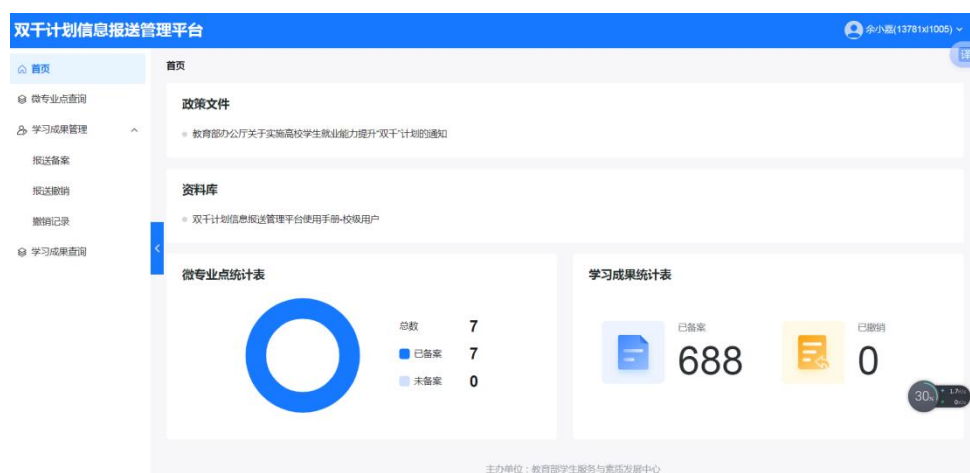 双千计划信息报送管理平台
余小嘉(13781xl1005)
译
首页
首页
微专业点查询
学习成果管理
报送备案
报送撤销
撤销记录
学习成果查询
政策文件
教育部办公厅关于实施高校学生就业能力提升“双千”计划的通知
资料库
双千计划信息报送管理平台使用手册-校级用户
微专业点统计表
总数 7
已备案 7
未备案 0
学习成果统计表
已备案
688
已撤销
0
30%
主办单位：教育部学生服务与素质发展中心